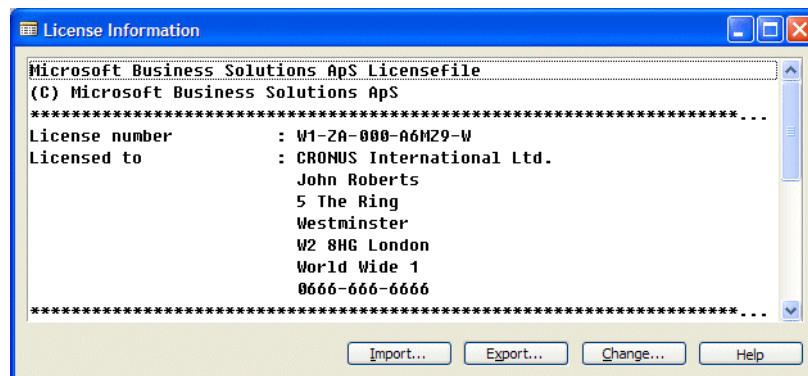 License Information
Microsoft Business Solutions ApS Licensefile
(C) Microsoft Business Solutions ApS
*********************************************************************...
License number : W1-ZA-000-A6MZ9-W
Licensed to : CRONUS International Ltd.
John Roberts
5 The Ring
Westminster
W2 8HG London
World Wide 1
0666-666-6666
*********************************************************************...
Import... Export... Change... Help